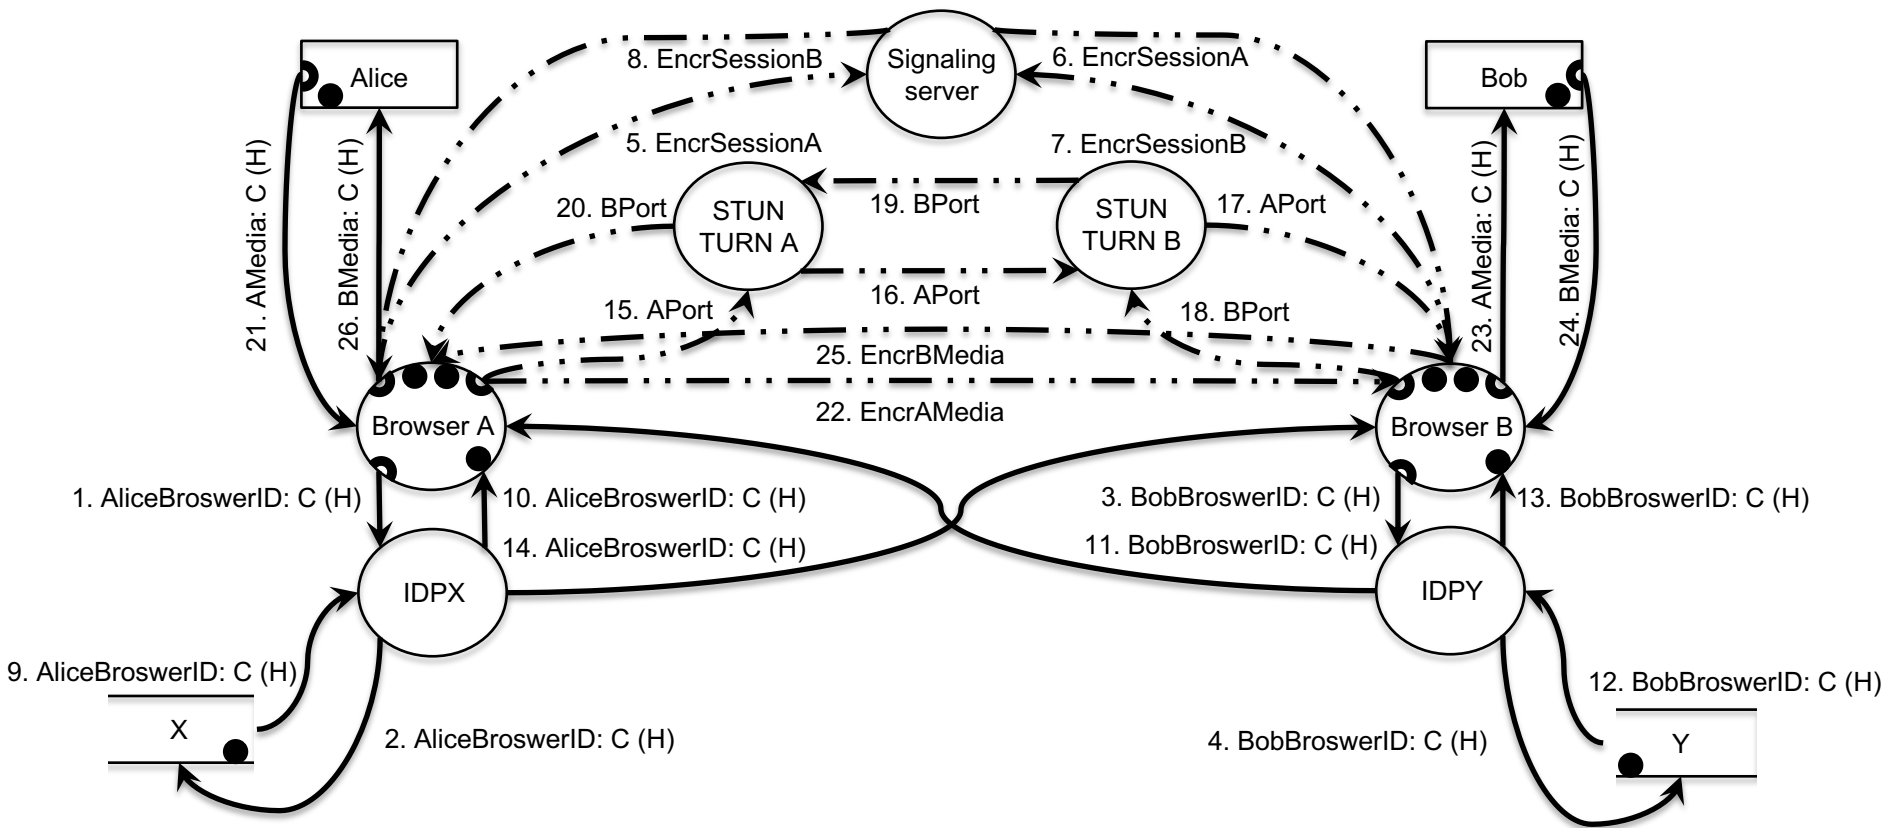 8. EncrSessionB
Signaling
server
6. EncrSessionA
Alice
Bob
5. EncrSessionA
7. EncrSessionB
21. AMedia: C (H)
26. BMedia: C (H)
23. AMedia: C (H)
24. BMedia: C (H)
20. BPort
STUN
TURN A
19. BPort
STUN
TURN B
17. APort
15. APort
16. APort
18. BPort
25. EncrBMedia
22. EncrAMedia
Browser A
Browser B
1. AliceBroswerID: C (H)
10. AliceBroswerID: C (H)
3. BobBroswerID: C (H)
13. BobBroswerID: C (H)
14. AliceBroswerID: C (H)
11. BobBroswerID: C (H)
IDPX
IDPY
9. AliceBroswerID: C (H)
12. BobBroswerID: C (H)
X
2. AliceBroswerID: C (H)
4. BobBroswerID: C (H)
Y